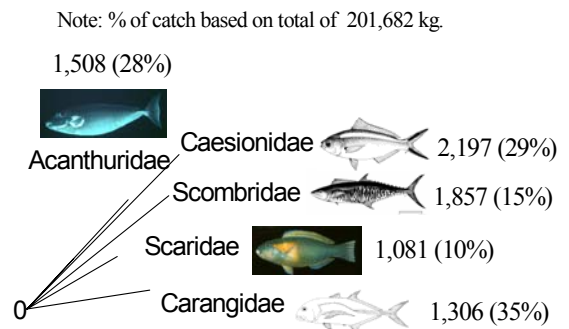 Note: % of catch based on total of 201,682 kg.
1,508 (28%)
Acanthuridae
Caesionidae 2,197 (29%)
Scombridae 1,857 (15%)
Scaridae 1,081 (10%)
Carangidae 1,306 (35%)
0